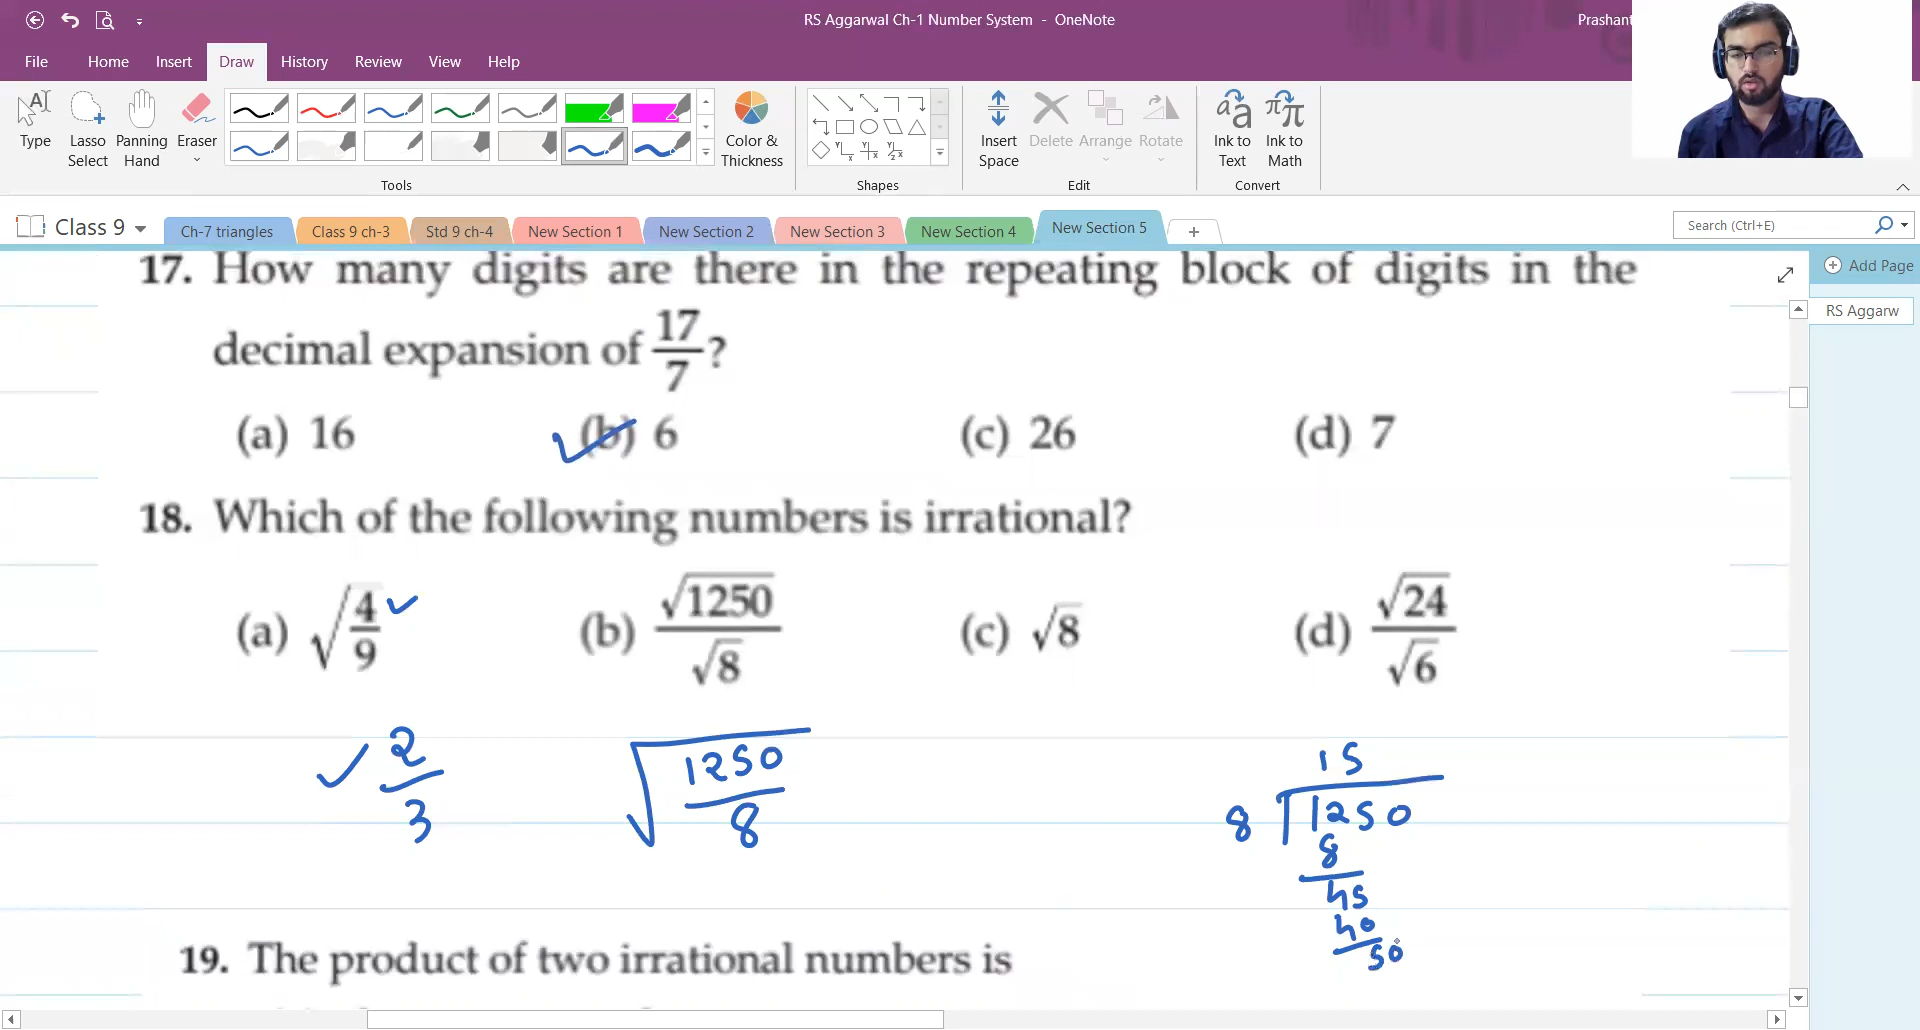 RS Aggarwal Ch-1 Number System - OneNote
Prashant
File Home Insert Draw History Review View Help
Type
Lasso Select
Panning Hand
Eraser
Color & Thickness
Insert Space
Delete
Arrange
Rotate
Ink to Text
Ink to Math
Tools
Shapes
Edit
Convert
Class 9
Ch-7 triangles
Class 9 ch-3
Std 9 ch-4
New Section 1
New Section 2
New Section 3
New Section 4
New Section 5
+
Search (Ctrl+E)
Add Page
RS Aggarw
17. How many digits are there in the repeating block of digits in the
decimal expansion of 17/7?
(a) 16 (b) 6 (c) 26 (d) 7
18. Which of the following numbers is irrational?
(a) √(4/9) (b) √1250/√8 (c) √8 (d) √24/√6
2/3
√(1250/8)
15
8 1250
8
45
40
50
19. The product of two irrational numbers is